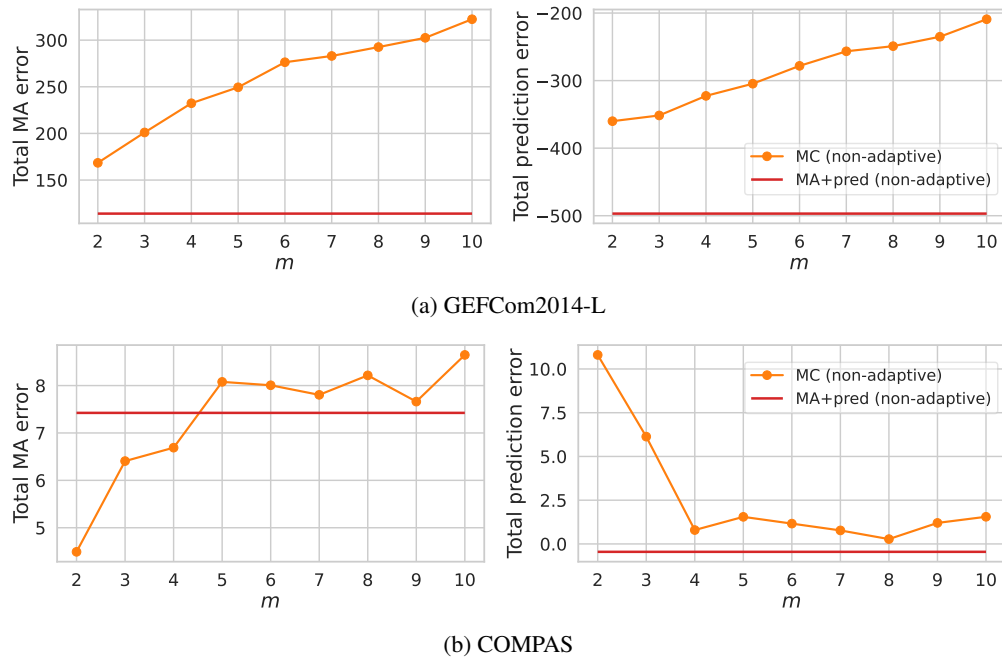 Total MA error
300
250
200
150
2 3 4 5 6 7 8 9 10
m
Total prediction error
−200
−300
−400
−500
MC (non-adaptive)
MA+pred (non-adaptive)
2 3 4 5 6 7 8 9 10
m
(a) GEFCom2014-L
Total MA error
8
7
6
5
2 3 4 5 6 7 8 9 10
m
Total prediction error
10.0
7.5
5.0
2.5
0.0
MC (non-adaptive)
MA+pred (non-adaptive)
2 3 4 5 6 7 8 9 10
m
(b) COMPAS